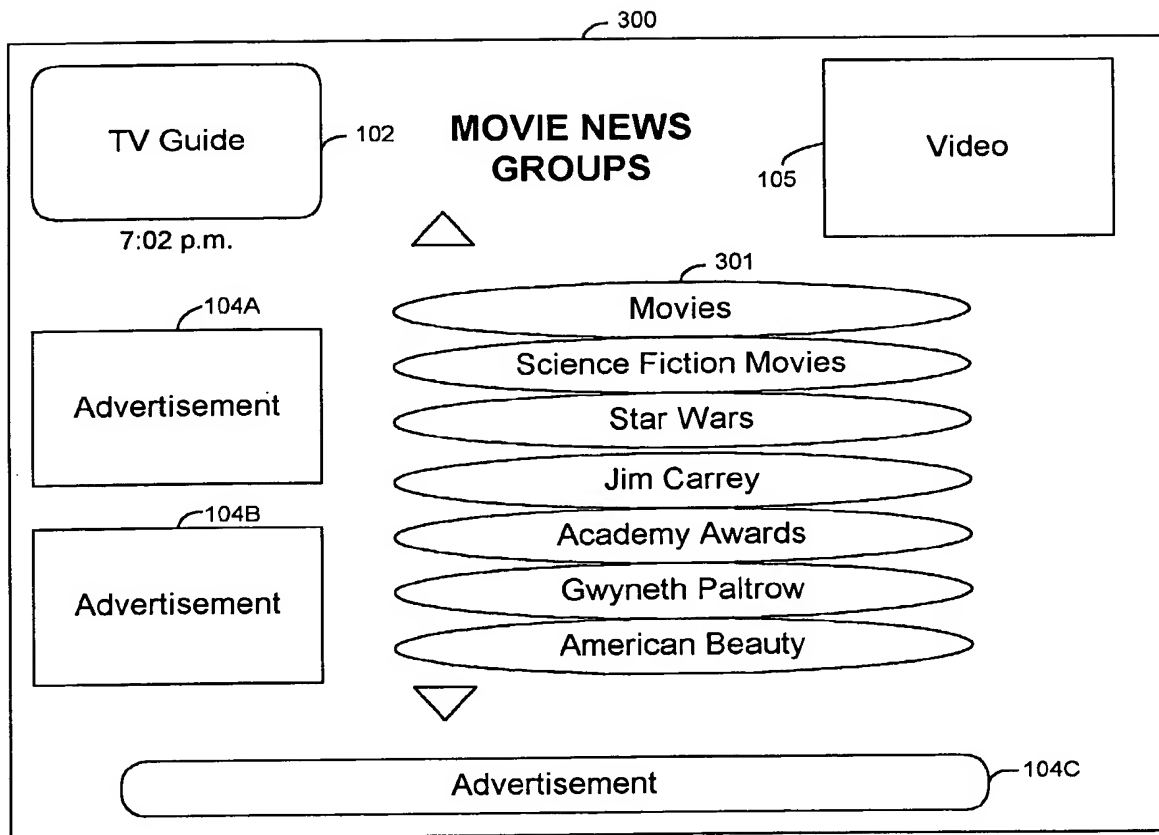 300
TV Guide
102
MOVIE NEWS
GROUPS
105
Video
7:02 p.m.
301
Movies
104A
Science Fiction Movies
Advertisement
Star Wars
Jim Carrey
104B
Academy Awards
Advertisement
Gwyneth Paltrow
American Beauty
Advertisement
104C